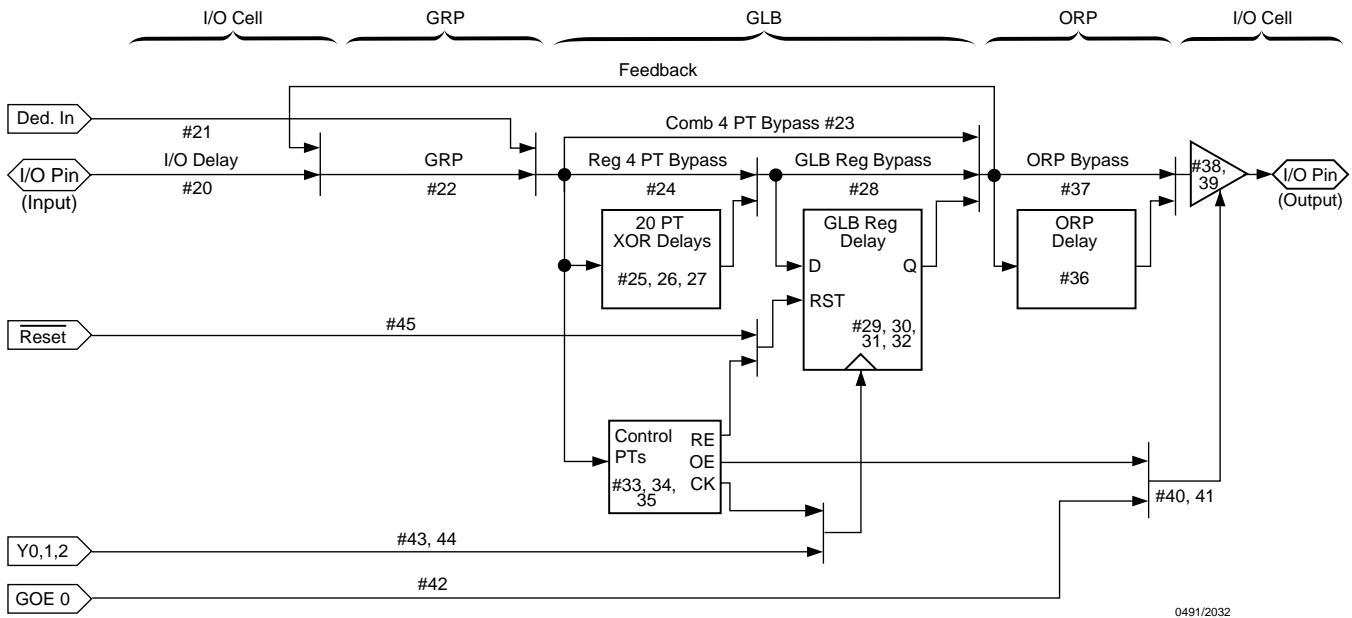 I/O Cell
GRP
GLB
ORP
I/O Cell
Feedback
Ded. In
#21
Comb 4 PT Bypass #23
I/O Pin
(Input)
I/O Delay
#20
GRP
#22
Reg 4 PT Bypass
#24
GLB Reg Bypass
#28
ORP Bypass
#37
#38,
39
I/O Pin
(Output)
20 PT
XOR Delays
#25, 26, 27
GLB Reg
Delay
D
Q
RST
#29, 30,
31, 32
ORP
Delay
#36
Reset
#45
Control
PTs
RE
OE
CK
#33, 34,
35
#40, 41
Y0,1,2
#43, 44
GOE 0
#42
0491/2032